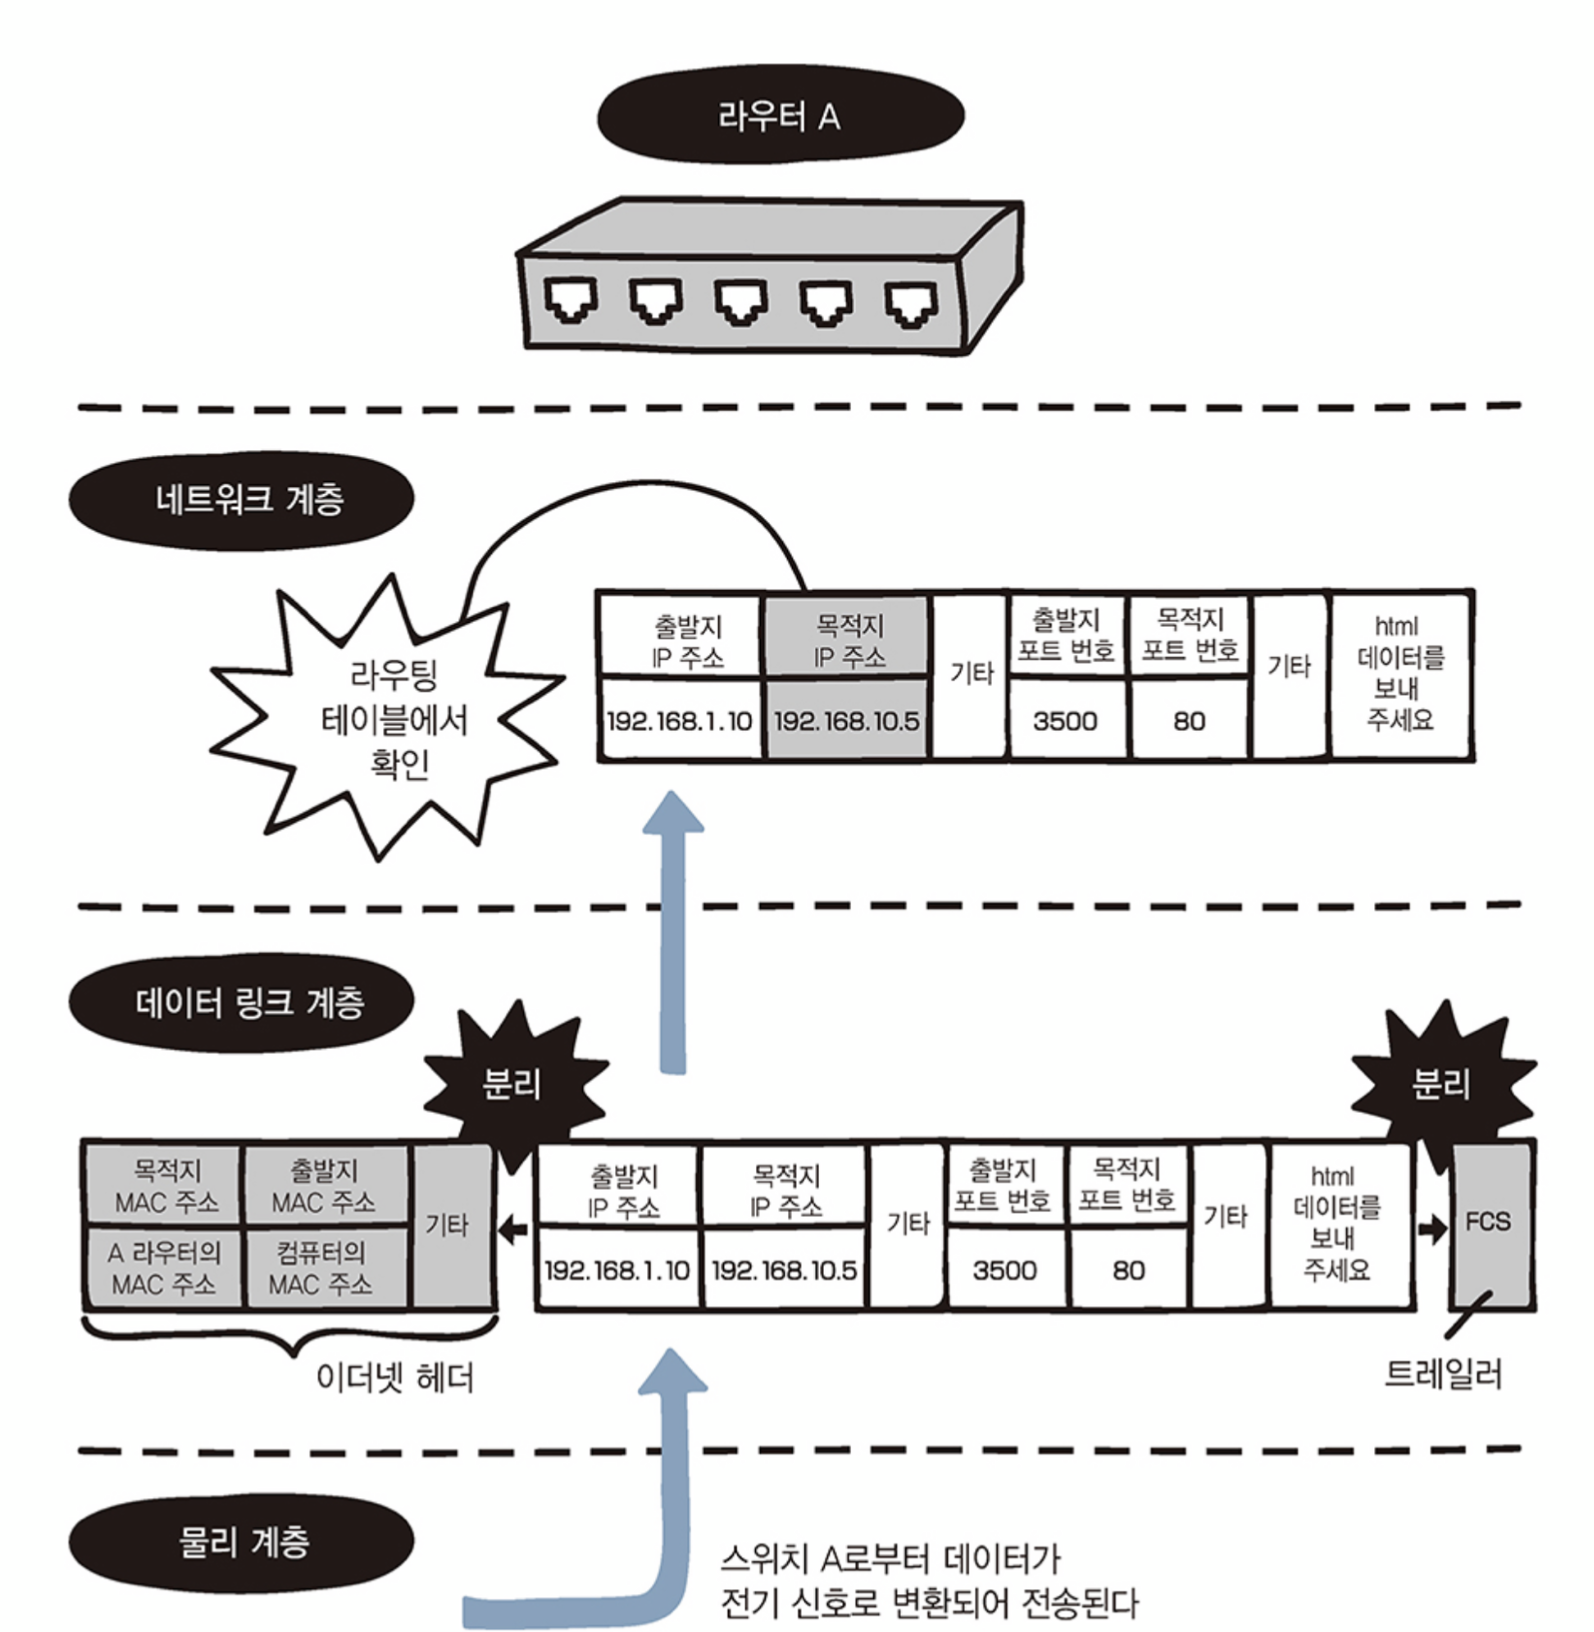 라우터 A
네트워크 계층
라우팅
테이블에서
확인
출발지
IP 주소
목적지
IP 주소
기타
출발지
포트 번호
목적지
포트 번호
기타
html
데이터를
보내
주세요
192.168.1.10
192.168.10.5
3500
80
데이터 링크 계층
분리
분리
목적지
MAC 주소
출발지
MAC 주소
기타
A 라우터의
MAC 주소
컴퓨터의
MAC 주소
출발지
IP 주소
목적지
IP 주소
기타
출발지
포트 번호
목적지
포트 번호
기타
html
데이터를
보내
주세요
192.168.1.10
192.168.10.5
3500
80
FCS
이더넷 헤더
트레일러
물리 계층
스위치 A로부터 데이터가
전기 신호로 변환되어 전송된다